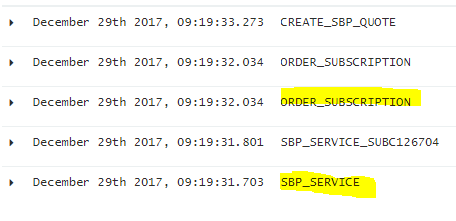 December 29th 2017, 09:19:33.273 CREATE_SBP_QUOTE
December 29th 2017, 09:19:32.034 ORDER_SUBSCRIPTION
December 29th 2017, 09:19:32.034 ORDER_SUBSCRIPTION
December 29th 2017, 09:19:31.801 SBP_SERVICE_SUBC126704
December 29th 2017, 09:19:31.703 SBP_SERVICE